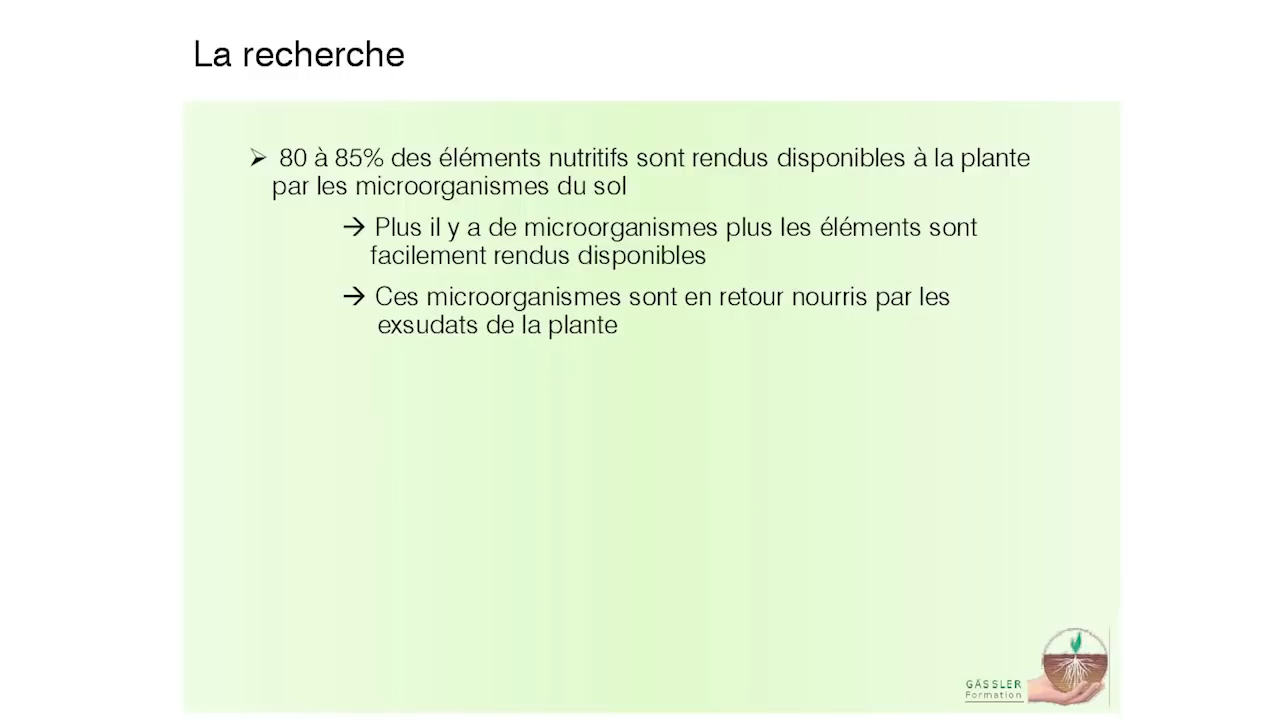 La recherche
➢ 80 à 85% des éléments nutritifs sont rendus disponibles à la plante
par les microorganismes du sol
→ Plus il y a de microorganismes plus les éléments sont
facilement rendus disponibles
→ Ces microorganismes sont en retour nourris par les
exsudats de la plante
GÄSSLER
Formation